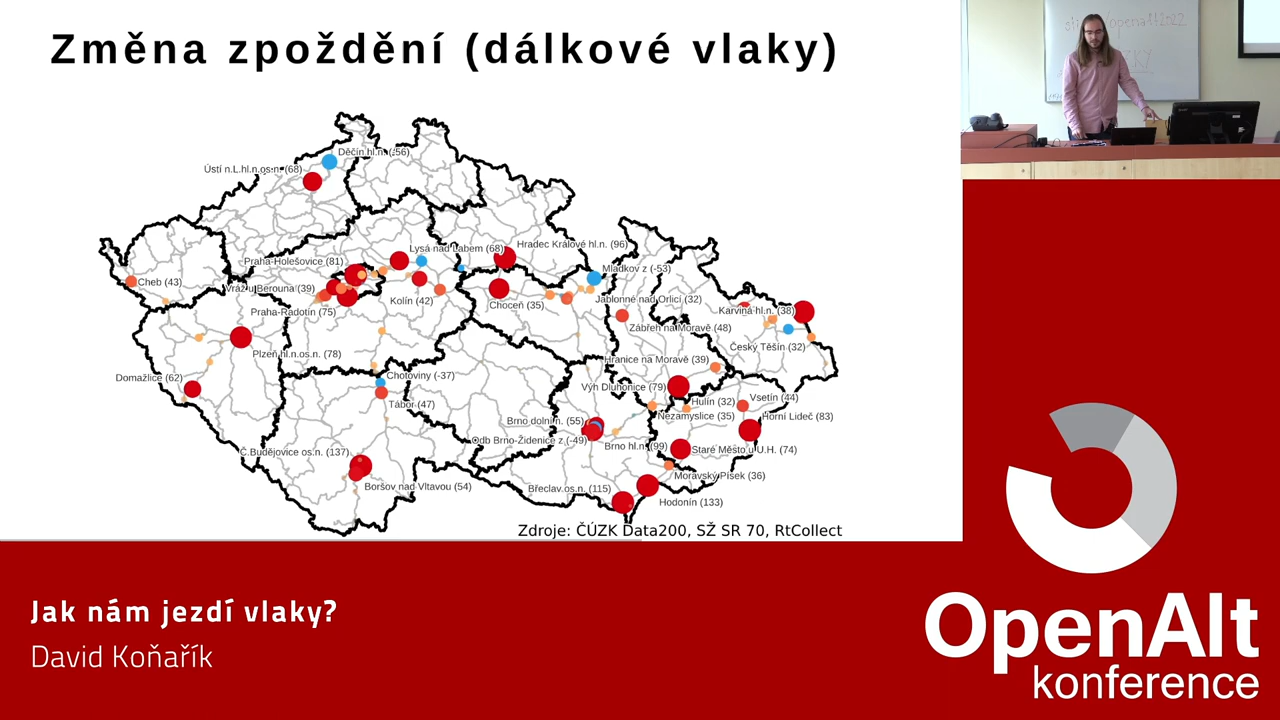 Změna zpoždění (dálkové vlaky)
Děčín.hl.n. (-56)
Ústí n.L.hl.n.os.n. (68)
Lysá nad Labem (68)
Hradec Králové hl.n. (96)
Praha-Holešovice (81)
Mladkov z (-53)
Cheb (43)
Vráž u Berouna (39)
Kolín (42)
Choceň (35)
Jablonné nad Orlicí (32)
Karviná hl.n. (38)
Praha-Radotín (75)
Zábřeh na Moravě (48)
Český Těšín (32)
Plzeň hl.n.os.n. (78)
Hranice na Moravě (39)
Domažlice (62)
Chotoviny (-37)
Výh Dluhonice (79)
Tábor (47)
Hulín (32)
Vsetín (44)
Nezamyslice (35)
Horní Lideč (83)
Brno dolní n. (55)
Odb Brno-Židenice z (-49)
Brno hl.n. (99)
Staré Město u U.H. (74)
Č.Budějovice os.n. (137)
Moravský Písek (36)
Boršov nad Vltavou (54)
Břeclav.os.n. (115)
Hodonín (133)
Zdroje: ČÚZK Data200, SŽ SR 70, RtCollect
Jak nám jezdí vlaky?
David Koňařík
OpenAlt
konference